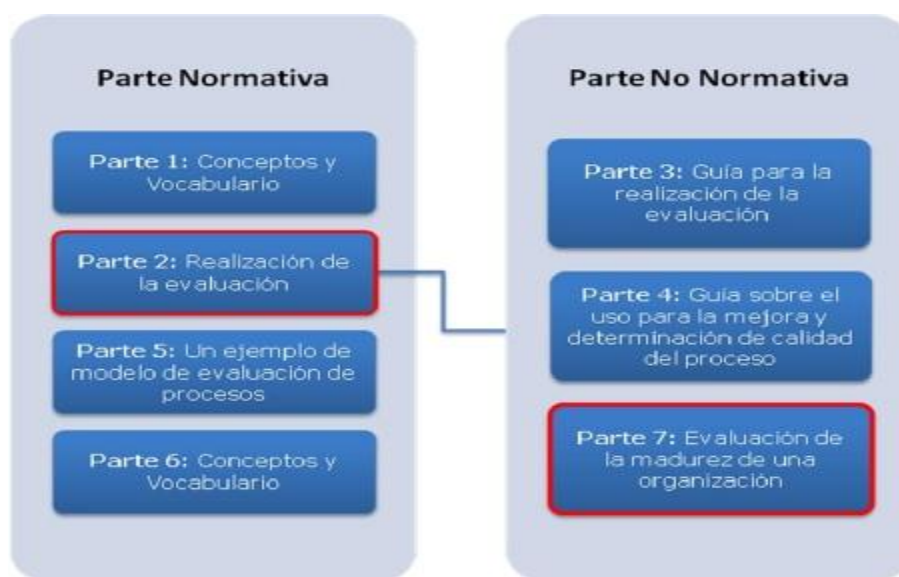 Parte Normativa
Parte 1: Conceptos y
Vocabulario
Parte 2: Realización de
la evaluación
Parte 5: Un ejemplo de
modelo de evaluación de
procesos
Parte 6: Conceptos y
Vocabulario
Parte No Normativa
Parte 3: Guía para la
realización de la
evaluación
Parte 4: Guía sobre el
uso para la mejora y
determinación de calidad
del proceso
Parte 7: Evaluación de
la madurez de una
organización